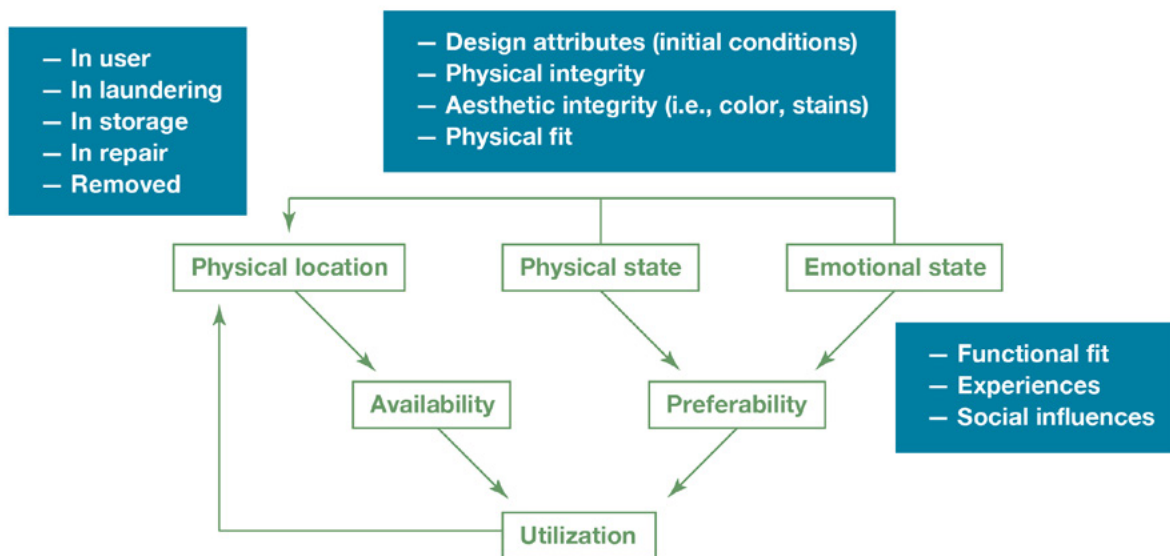 — In user
— In laundering
— In storage
— In repair
— Removed
— Design attributes (initial conditions)
— Physical integrity
— Aesthetic integrity (i.e., color, stains)
— Physical fit
Physical location
Physical state
Emotional state
— Functional fit
— Experiences
— Social influences
Availability
Preferability
Utilization